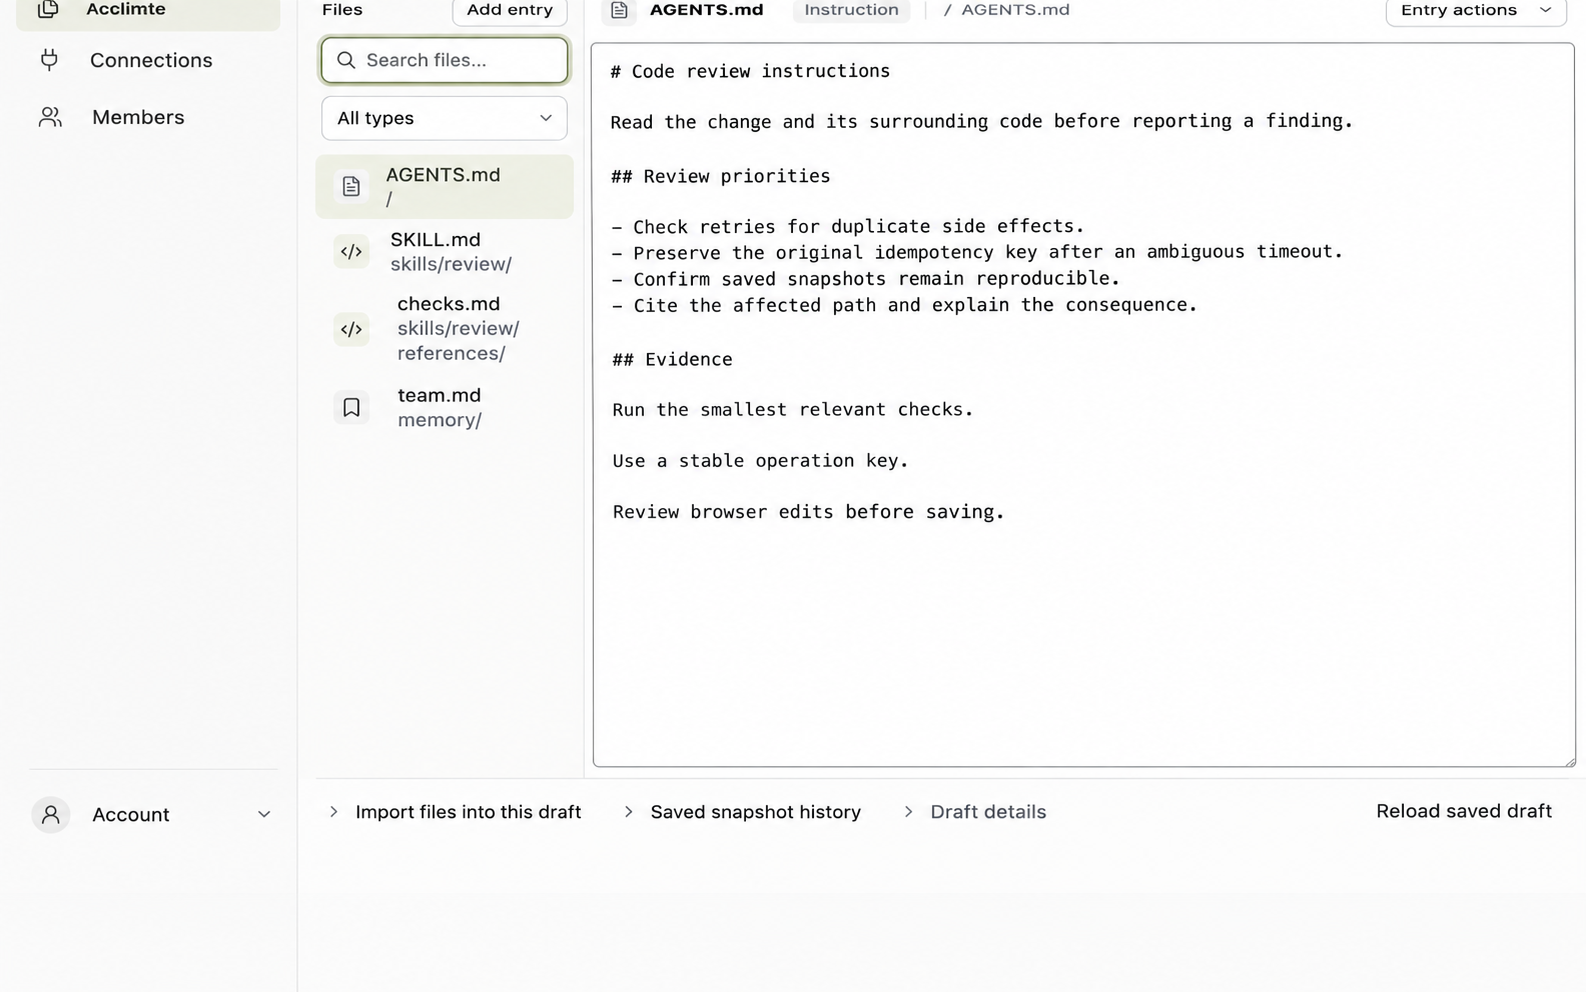 Acclimte
Connections
Members
Account
Files
Add entry
Search files...
All types
AGENTS.md
/
SKILL.md
skills/review/
checks.md
skills/review/
references/
team.md
memory/
AGENTS.md
Instruction
/ AGENTS.md
Entry actions
# Code review instructions
Read the change and its surrounding code before reporting a finding.
## Review priorities
- Check retries for duplicate side effects.
- Preserve the original idempotency key after an ambiguous timeout.
- Confirm saved snapshots remain reproducible.
- Cite the affected path and explain the consequence.
## Evidence
Run the smallest relevant checks.
Use a stable operation key.
Review browser edits before saving.
Import files into this draft
Saved snapshot history
Draft details
Reload saved draft